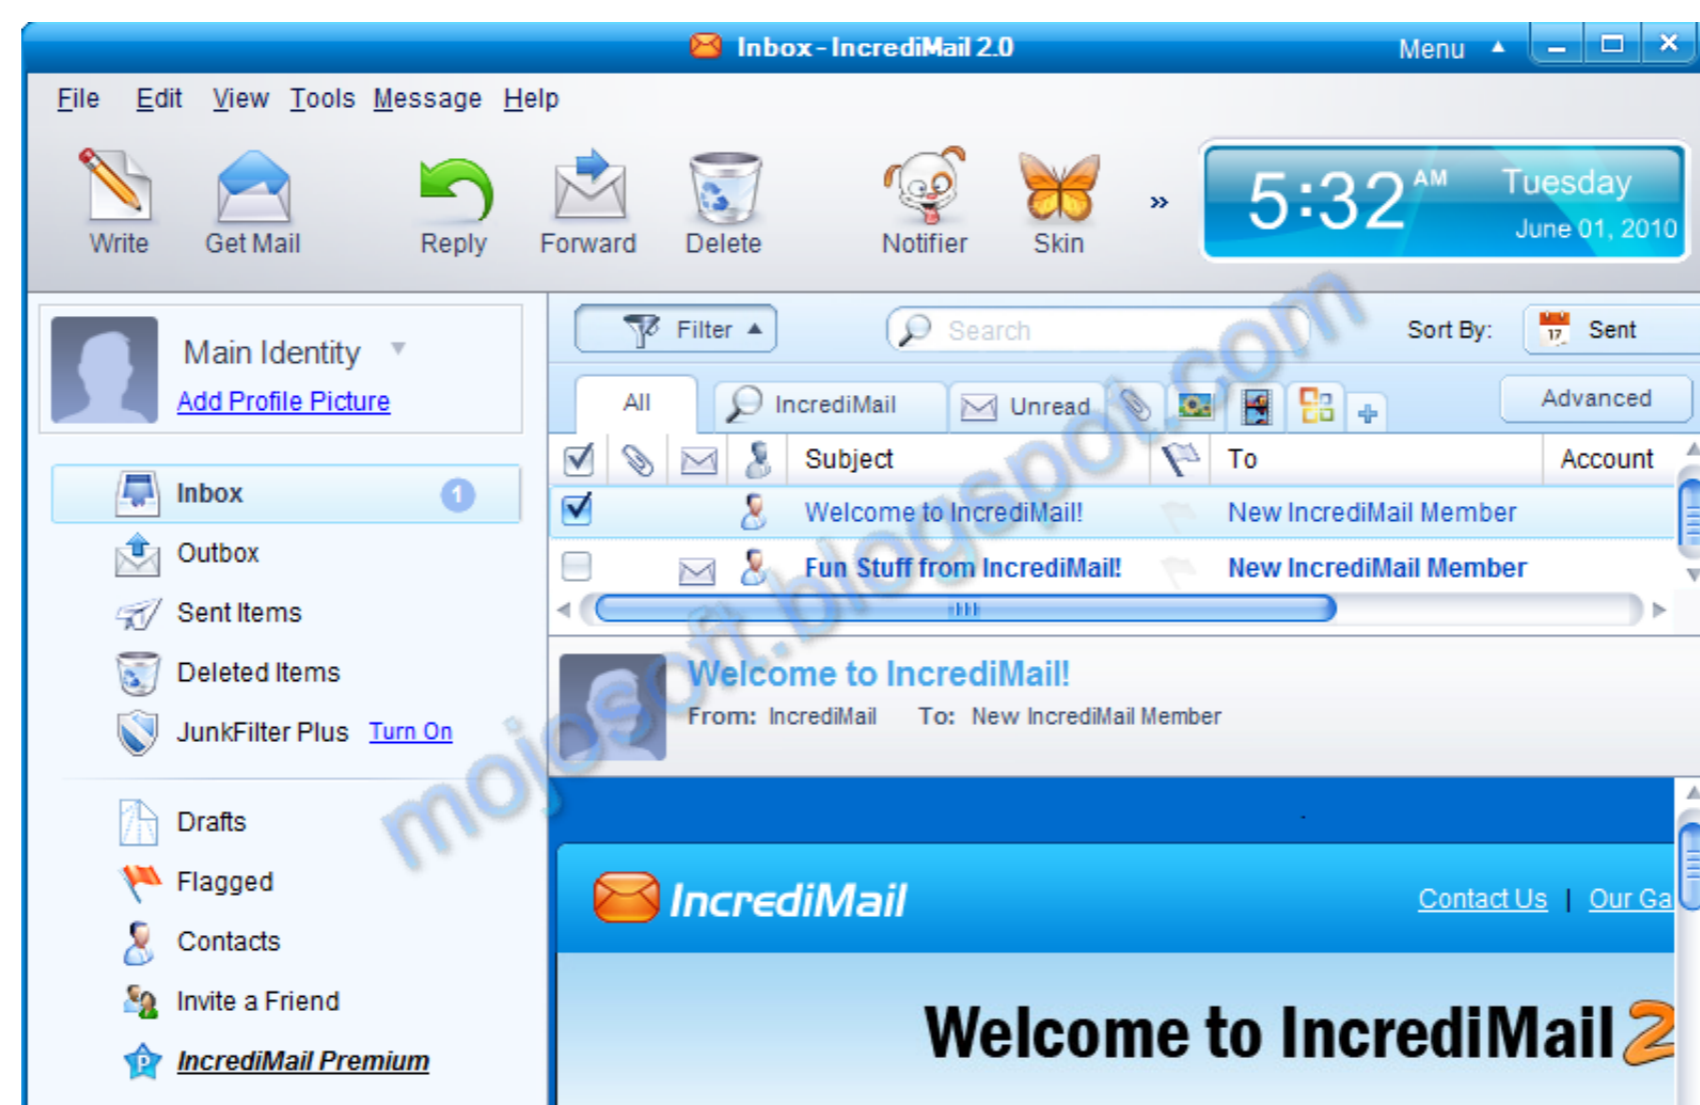 Inbox - IncrediMail 2.0
Menu
File Edit View Tools Message Help
Write Get Mail Reply Forward Delete Notifier Skin »
5:32 AM Tuesday
June 01, 2010
Main Identity
Add Profile Picture
Inbox 1
Outbox
Sent Items
Deleted Items
JunkFilter Plus Turn On
Drafts
Flagged
Contacts
Invite a Friend
P IncrediMail Premium
Filter Search Sort By: 17 Sent
All IncrediMail Unread Advanced
Subject To Account
Welcome to IncrediMail! New IncrediMail Member
Fun Stuff from IncrediMail! New IncrediMail Member
Welcome to IncrediMail!
From: IncrediMail To: New IncrediMail Member
IncrediMail Contact Us | Our Ga
Welcome to IncrediMail 2
mojosoft.blogspot.com